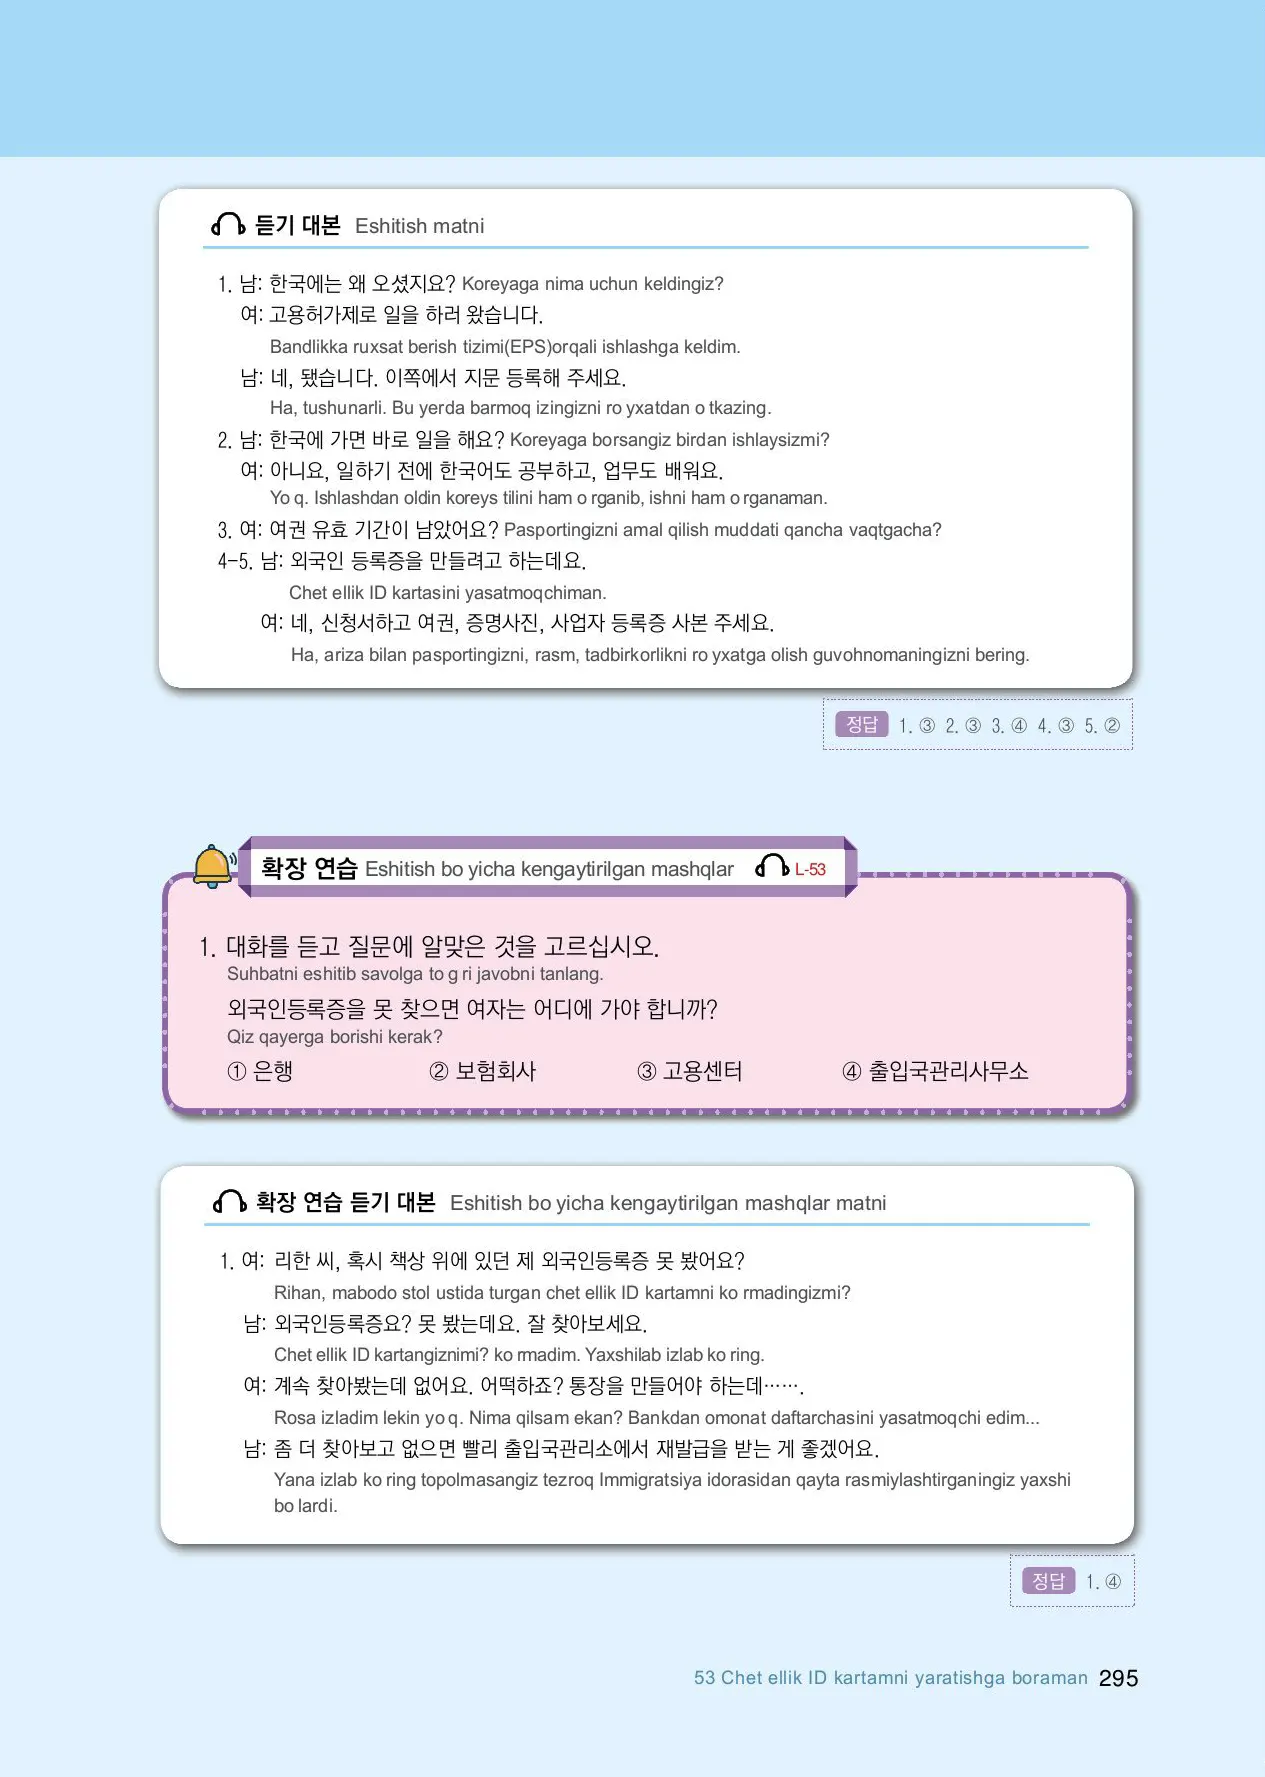 듣기 대본 Eshitish matni
1. 남: 한국에는 왜 오셨지요? Koreyaga nima uchun keldingiz?
여: 고용허가제로 일을 하러 왔습니다.
Bandlikka ruxsat berish tizimi(EPS)orqali ishlashga keldim.
남: 네, 됐습니다. 이쪽에서 지문 등록해 주세요.
Ha, tushunarli. Bu yerda barmoq izingizni ro yxatdan o tkazing.
2. 남: 한국에 가면 바로 일을 해요? Koreyaga borsangiz birdan ishlaysizmi?
여: 아니요, 일하기 전에 한국어도 공부하고, 업무도 배워요.
Yo q. Ishlashdan oldin koreys tilini ham o rganib, ishni ham o rganaman.
3. 여: 여권 유효 기간이 남았어요? Pasportingizni amal qilish muddati qancha vaqtgacha?
4-5. 남: 외국인 등록증을 만들려고 하는데요.
Chet ellik ID kartasini yasatmoqchiman.
여: 네, 신청서하고 여권, 증명사진, 사업자 등록증 사본 주세요.
Ha, ariza bilan pasportingizni, rasm, tadbirkorlikni ro yxatga olish guvohnomaningizni bering.
정답 1. ③ 2. ③ 3. ④ 4. ③ 5. ②
확장 연습 Eshitish bo yicha kengaytirilgan mashqlar L-53
1. 대화를 듣고 질문에 알맞은 것을 고르십시오.
Suhbatni eshitib savolga to g ri javobni tanlang.
외국인등록증을 못 찾으면 여자는 어디에 가야 합니까?
Qiz qayerga borishi kerak?
① 은행 ② 보험회사 ③ 고용센터 ④ 출입국관리사무소
확장 연습 듣기 대본 Eshitish bo yicha kengaytirilgan mashqlar matni
1. 여: 리한 씨, 혹시 책상 위에 있던 제 외국인등록증 못 봤어요?
Rihan, mabodo stol ustida turgan chet ellik ID kartamni ko rmadingizmi?
남: 외국인등록증요? 못 봤는데요. 잘 찾아보세요.
Chet ellik ID kartangiznimi? ko rmadim. Yaxshilab izlab ko ring.
여: 계속 찾아봤는데 없어요. 어떡하죠? 통장을 만들어야 하는데…….
Rosa izladim lekin yo q. Nima qilsam ekan? Bankdan omonat daftarchasini yasatmoqchi edim...
남: 좀 더 찾아보고 없으면 빨리 출입국관리소에서 재발급을 받는 게 좋겠어요.
Yana izlab ko ring topolmasangiz tezroq Immigratsiya idorasidan qayta rasmiylashtirganingiz yaxshi
bo lardi.
정답 1. ④
53 Chet ellik ID kartamni yaratishga boraman 295